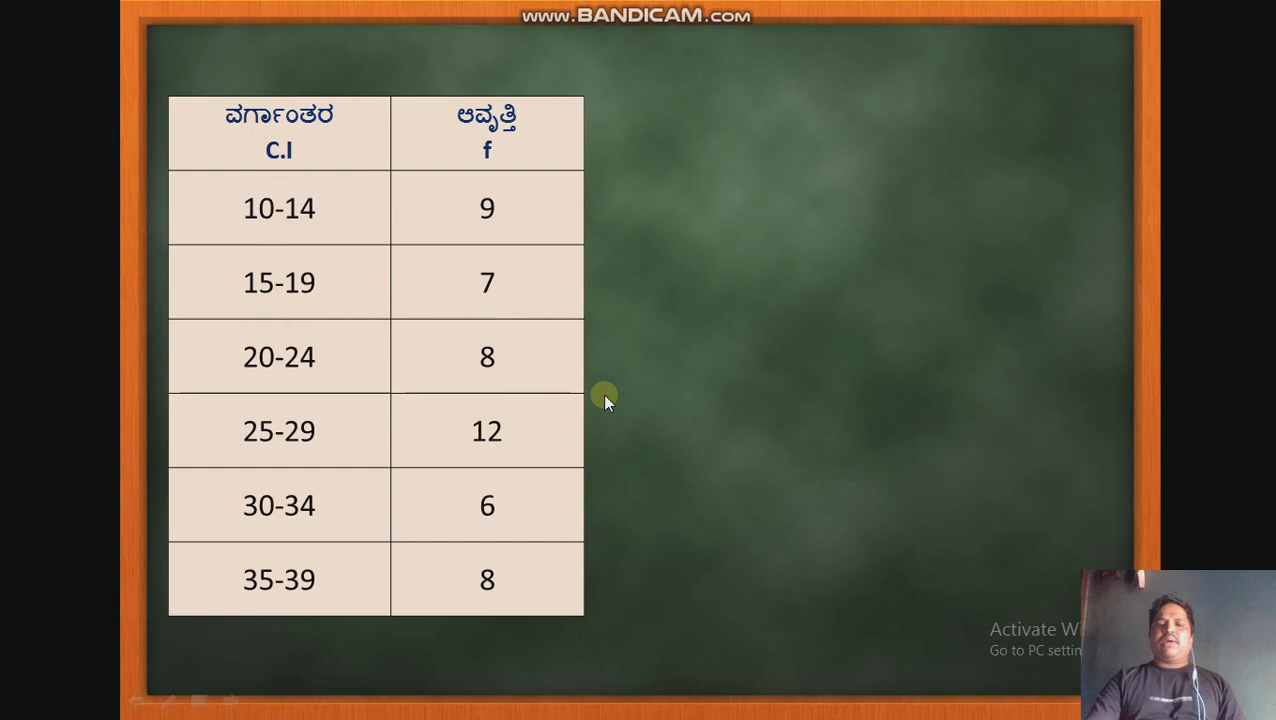 www.BANDICAM.com
ವರ್ಗಾಂತರ ಆವೃತ್ತಿ
C.I f
10-14 9
15-19 7
20-24 8
25-29 12
30-34 6
35-39 8
Activate W
Go to PC settin